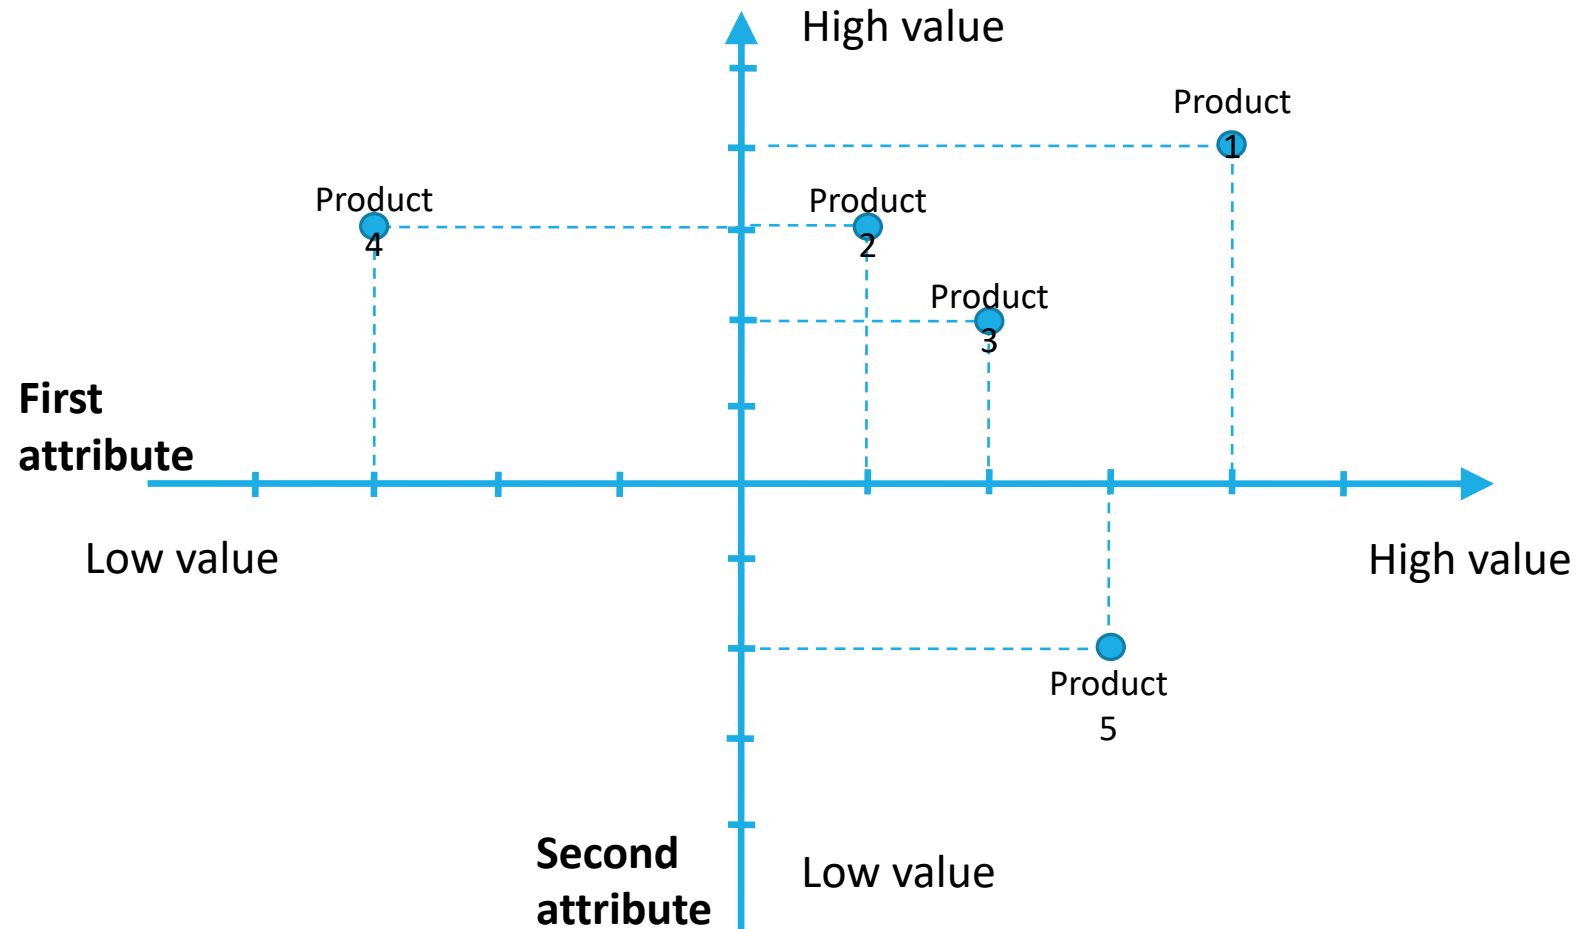 High value
Product
1
Product
4
Product
2
Product
3
First
attribute
Low value
High value
Product
5
Second
attribute
Low value